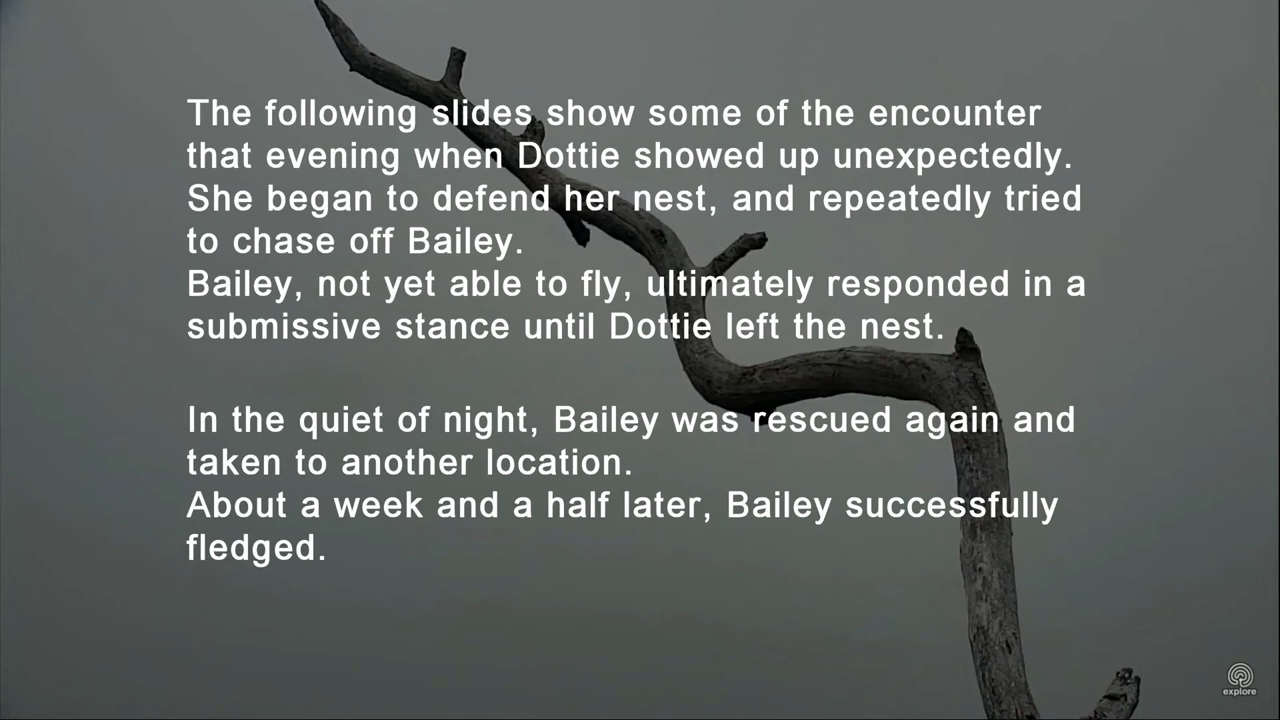 The following slides show some of the encounter
that evening when Dottie showed up unexpectedly.
She began to defend her nest, and repeatedly tried
to chase off Bailey.
Bailey, not yet able to fly, ultimately responded in a
submissive stance until Dottie left the nest.
In the quiet of night, Bailey was rescued again and
taken to another location.
About a week and a half later, Bailey successfully
fledged.
explore